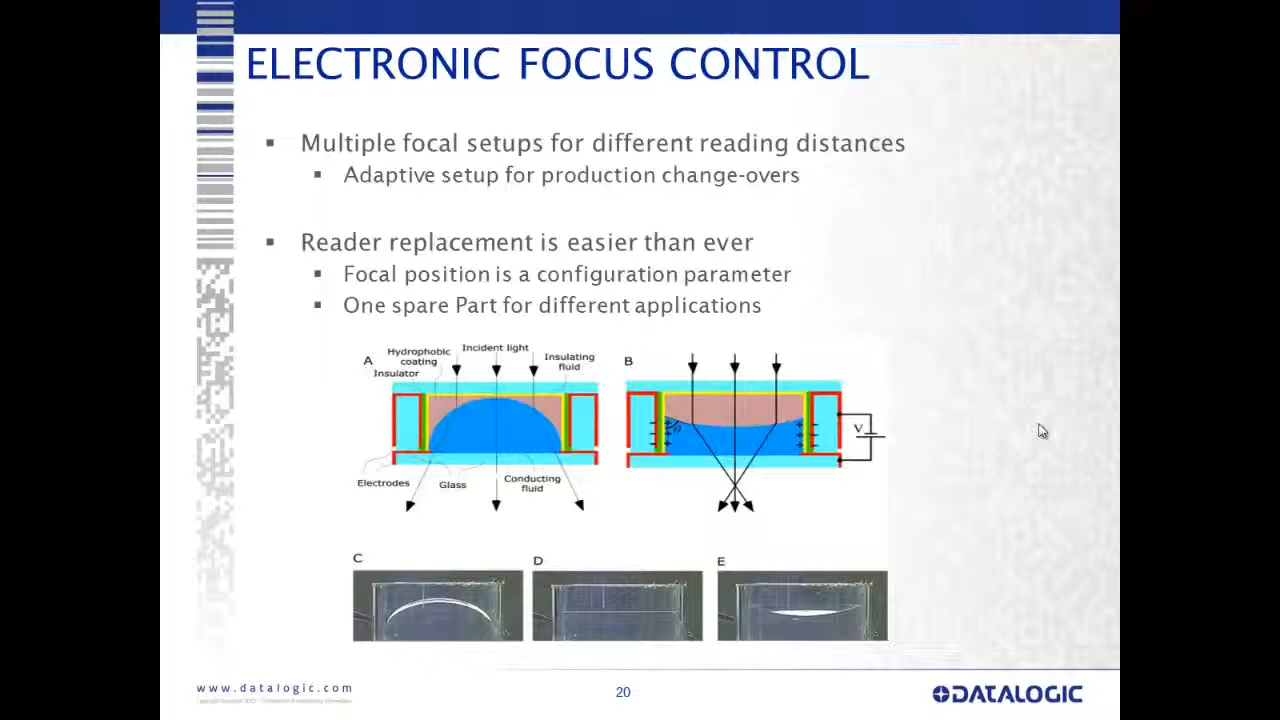 ELECTRONIC FOCUS CONTROL
Multiple focal setups for different reading distances
Adaptive setup for production change-overs
Reader replacement is easier than ever
Focal position is a configuration parameter
One spare Part for different applications
A
Hydrophobic
coating
Incident light
Insulating
fluid
Insulator
Electrodes
Glass
Conducting
fluid
B
θ
V
C
D
E
www.datalogic.com
20
DATALOGIC